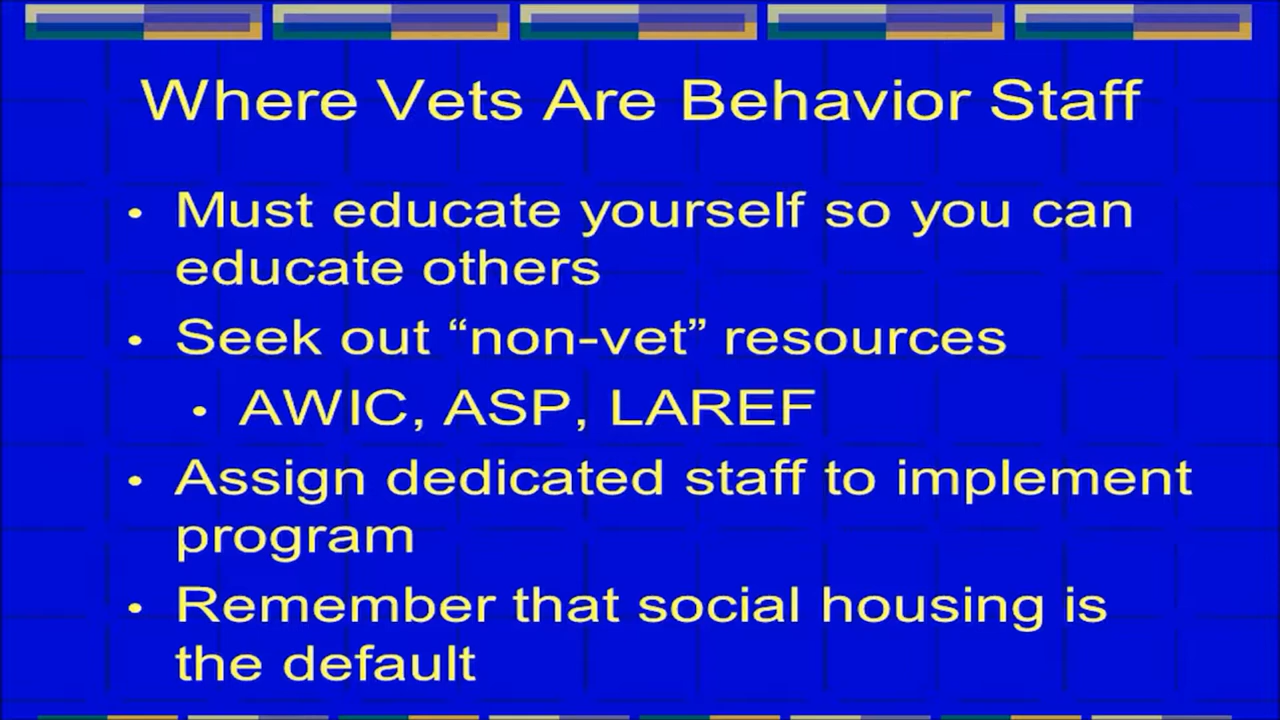 Where Vets Are Behavior Staff
• Must educate yourself so you can
educate others
• Seek out “non-vet” resources
• AWIC, ASP, LAREF
• Assign dedicated staff to implement
program
• Remember that social housing is
the default